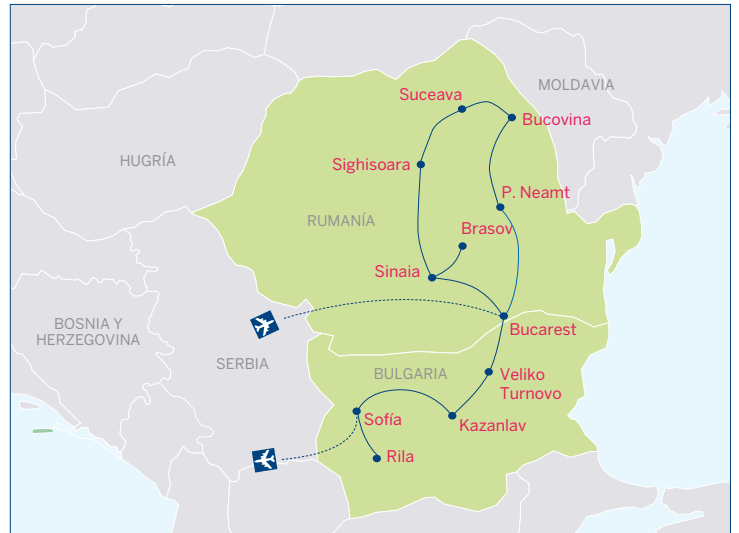 MOLDAVIA
Suceava
Bucovina
HUGRÍA
Sighisoara
P. Neamt
RUMANÍA
Brasov
Sinaia
BOSNIA Y
HERZEGOVINA
Bucarest
SERBIA
BULGARIA
Veliko
Turnovo
Sofía
Kazanlav
Rila